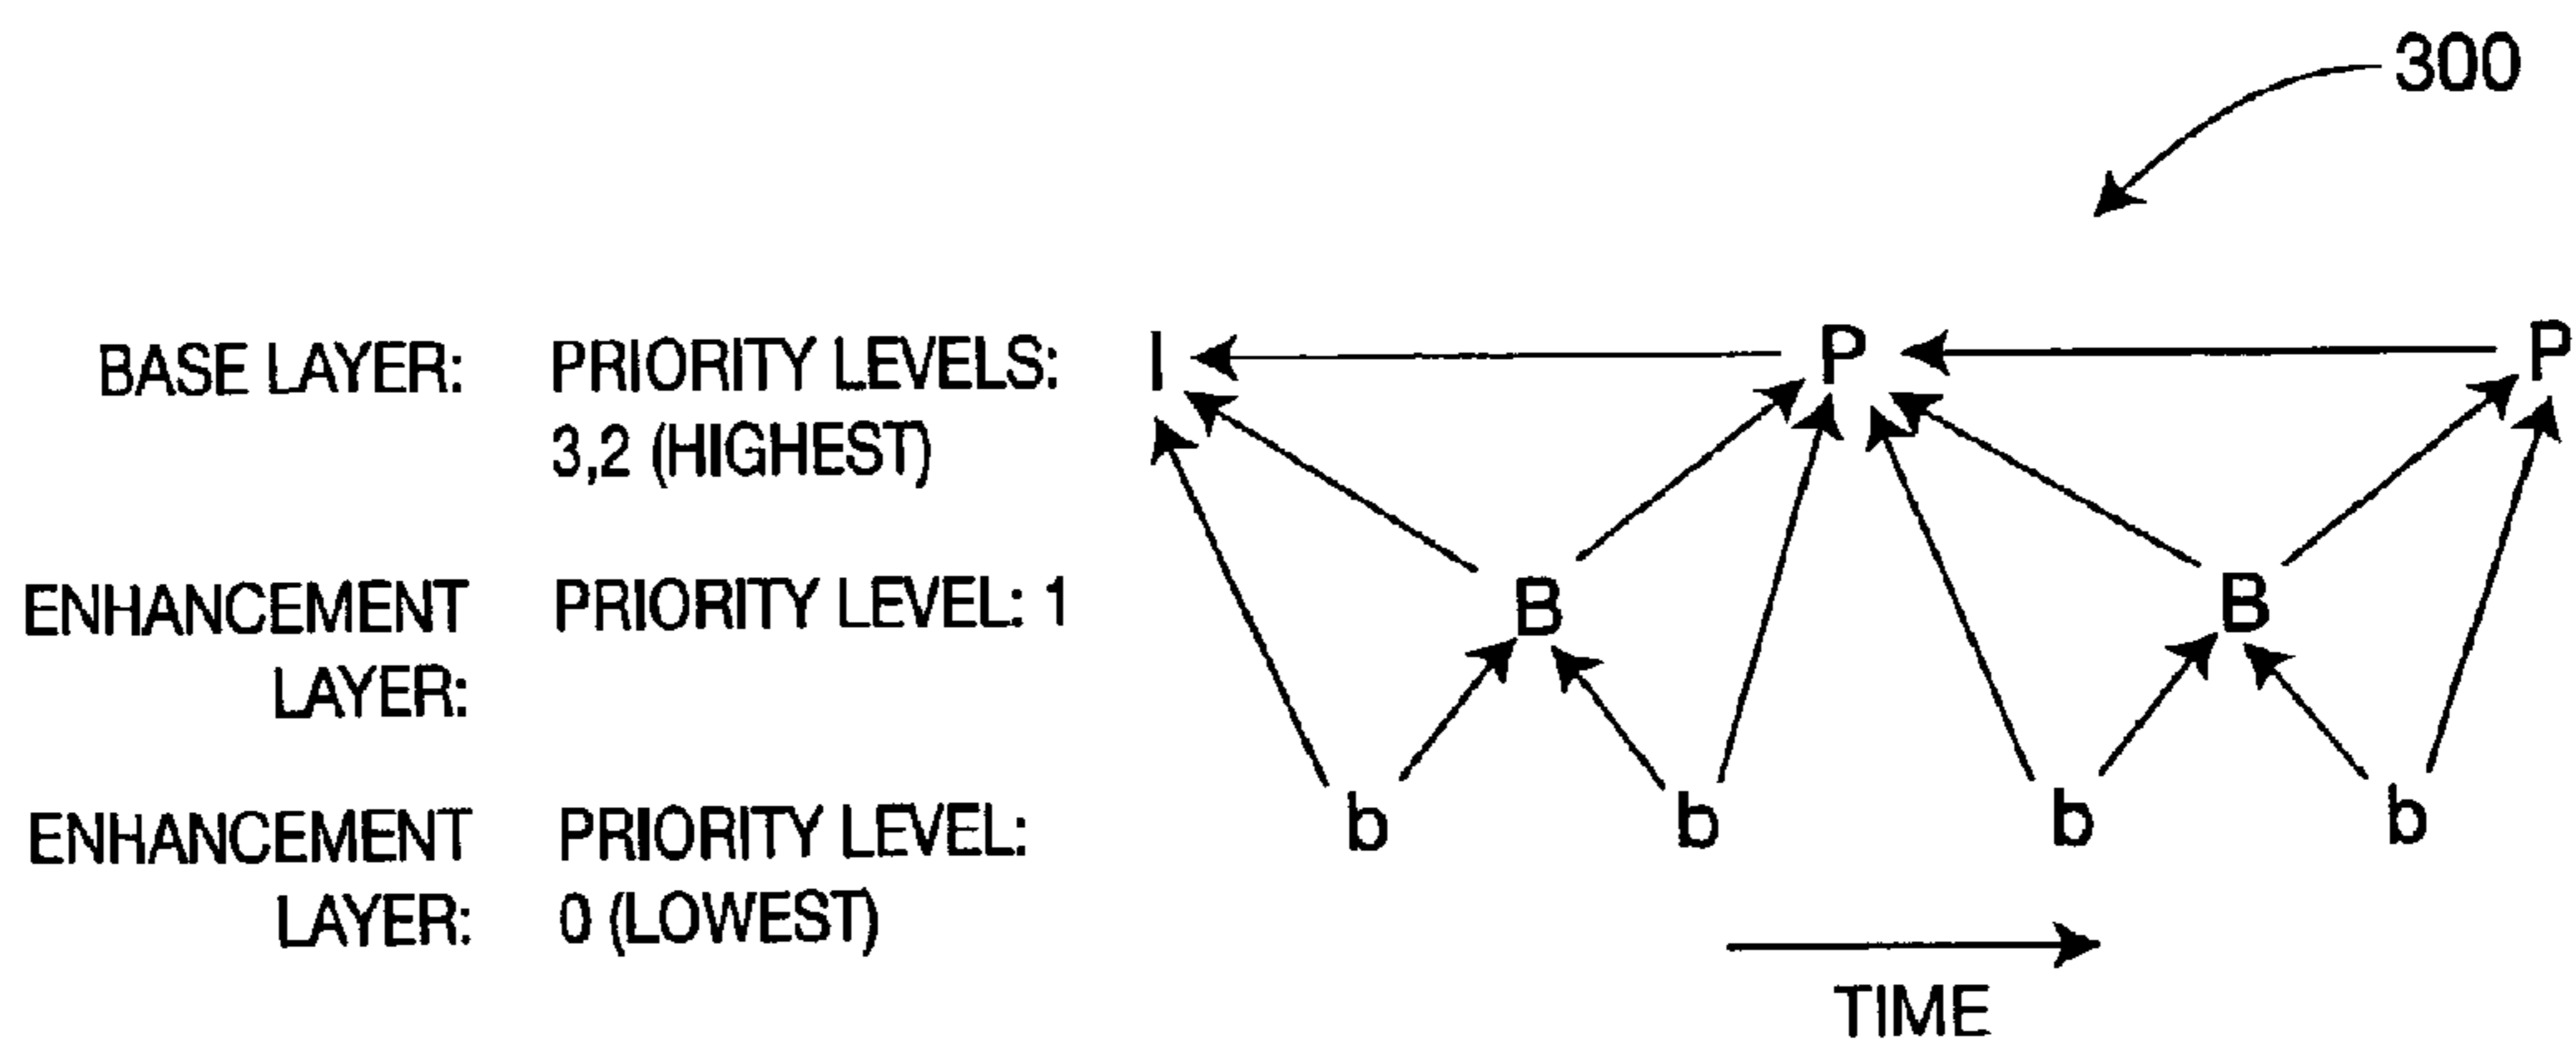 300
BASE LAYER: PRIORITY LEVELS: I P P
3,2 (HIGHEST)
ENHANCEMENT PRIORITY LEVEL: 1 B B
LAYER:
ENHANCEMENT PRIORITY LEVEL: b b b b
LAYER: 0 (LOWEST)
TIME